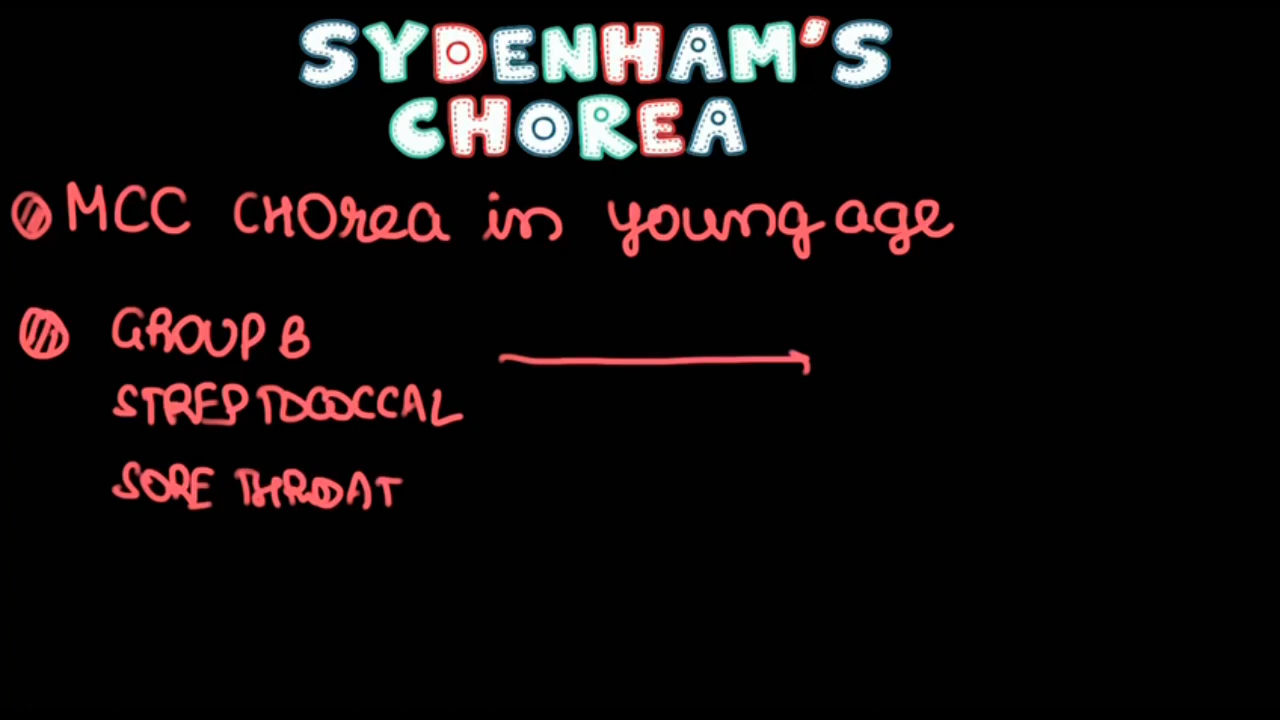 SYDENHAM'S
CHOREA
MCC CHOrea in young age
GROUP B
STREPTOCOCCAL
SORE THROAT